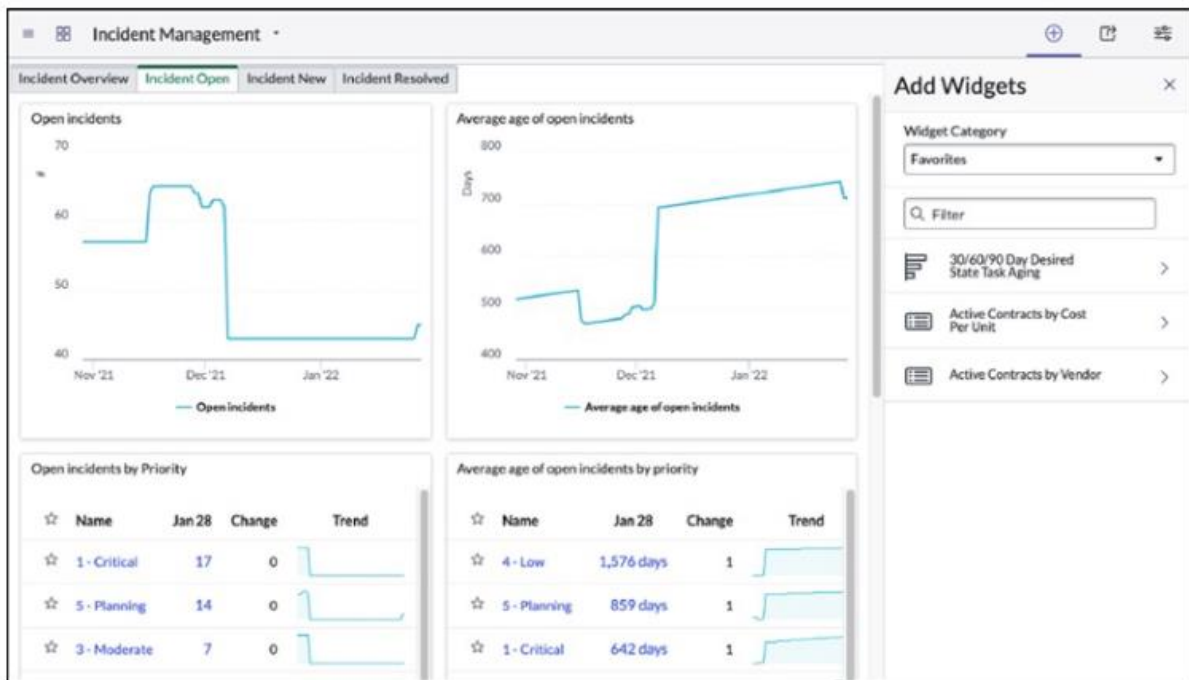 Incident Management
Incident Overview Incident Open Incident New Incident Resolved
Open incidents
70
#
60
50
40
Nov '21 Dec '21 Jan '22
Open incidents
Average age of open incidents
800
Days
700
600
500
400
Nov '21 Dec '21 Jan '22
Average age of open incidents
Open incidents by Priority
Name Jan 28 Change Trend
1 - Critical 17 0
5 - Planning 14 0
3 - Moderate 7 0
Average age of open incidents by priority
Name Jan 28 Change Trend
4 - Low 1,576 days 1
5 - Planning 859 days 1
1 - Critical 642 days 1
Add Widgets
Widget Category
Favorites
Filter
30/60/90 Day Desired
State Task Aging
Active Contracts by Cost
Per Unit
Active Contracts by Vendor